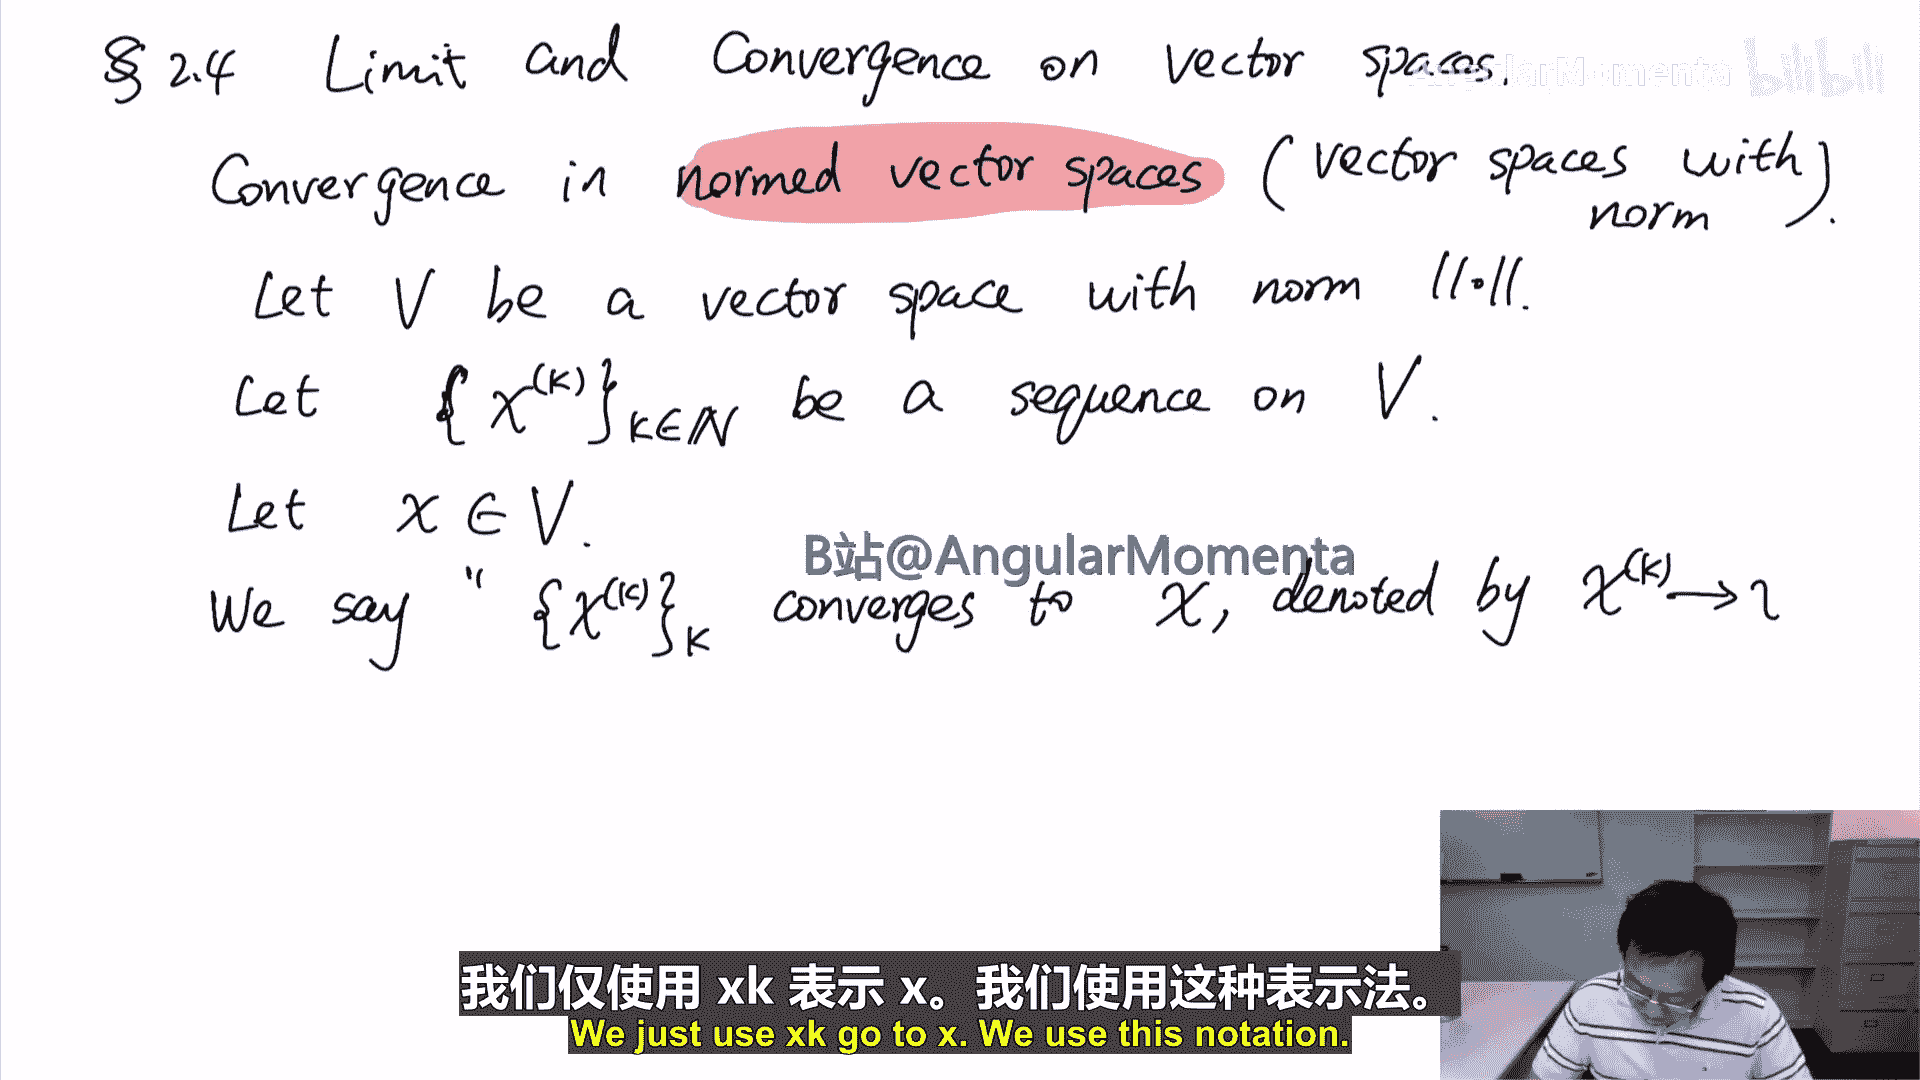 § 2.4 Limit and Convergence on vector spaces.
AngularMomenta bilibili
Convergence in normed vector spaces (vector spaces with norm).
Let V be a vector space with norm ||·||.
Let {x^(k)}_{k∈ℕ} be a sequence on V.
Let x ∈ V.
B站@AngularMomenta
We say " {x^(k)}_k converges to x, denoted by x^(k) →
我们仅使用 xk 表示 x。我们使用这种表示法。
We just use xk go to x. We use this notation.